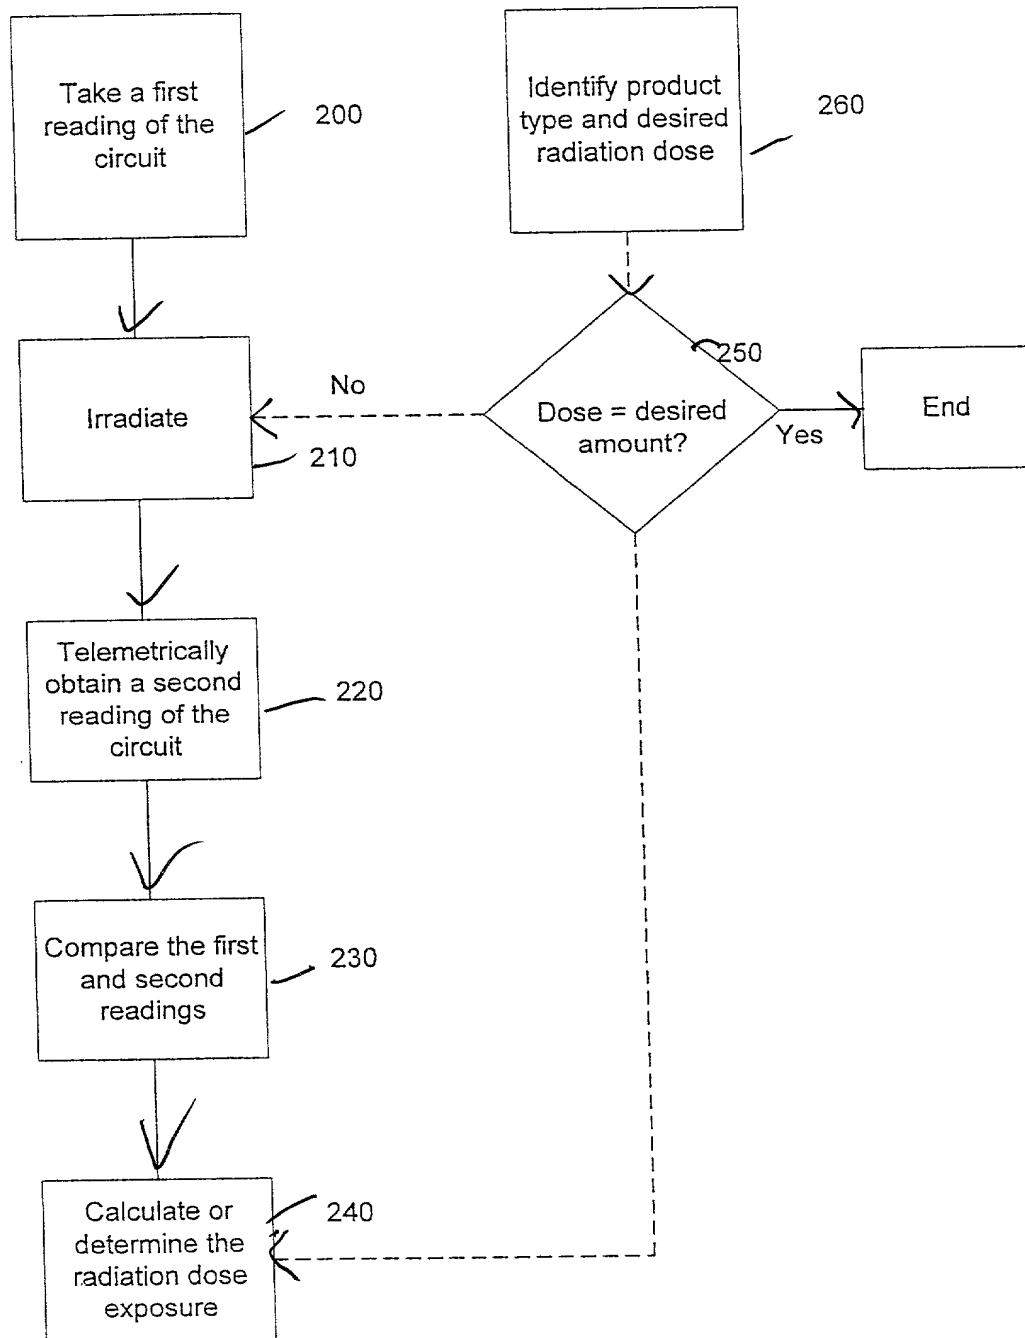 Take a first
reading of the
circuit
200
Identify product
type and desired
radiation dose
260
Irradiate
210
No
250
Dose = desired
amount?
Yes
End
Telemetrically
obtain a second
reading of the
circuit
220
Compare the first
and second
readings
230
Calculate or
determine the
radiation dose
exposure
240